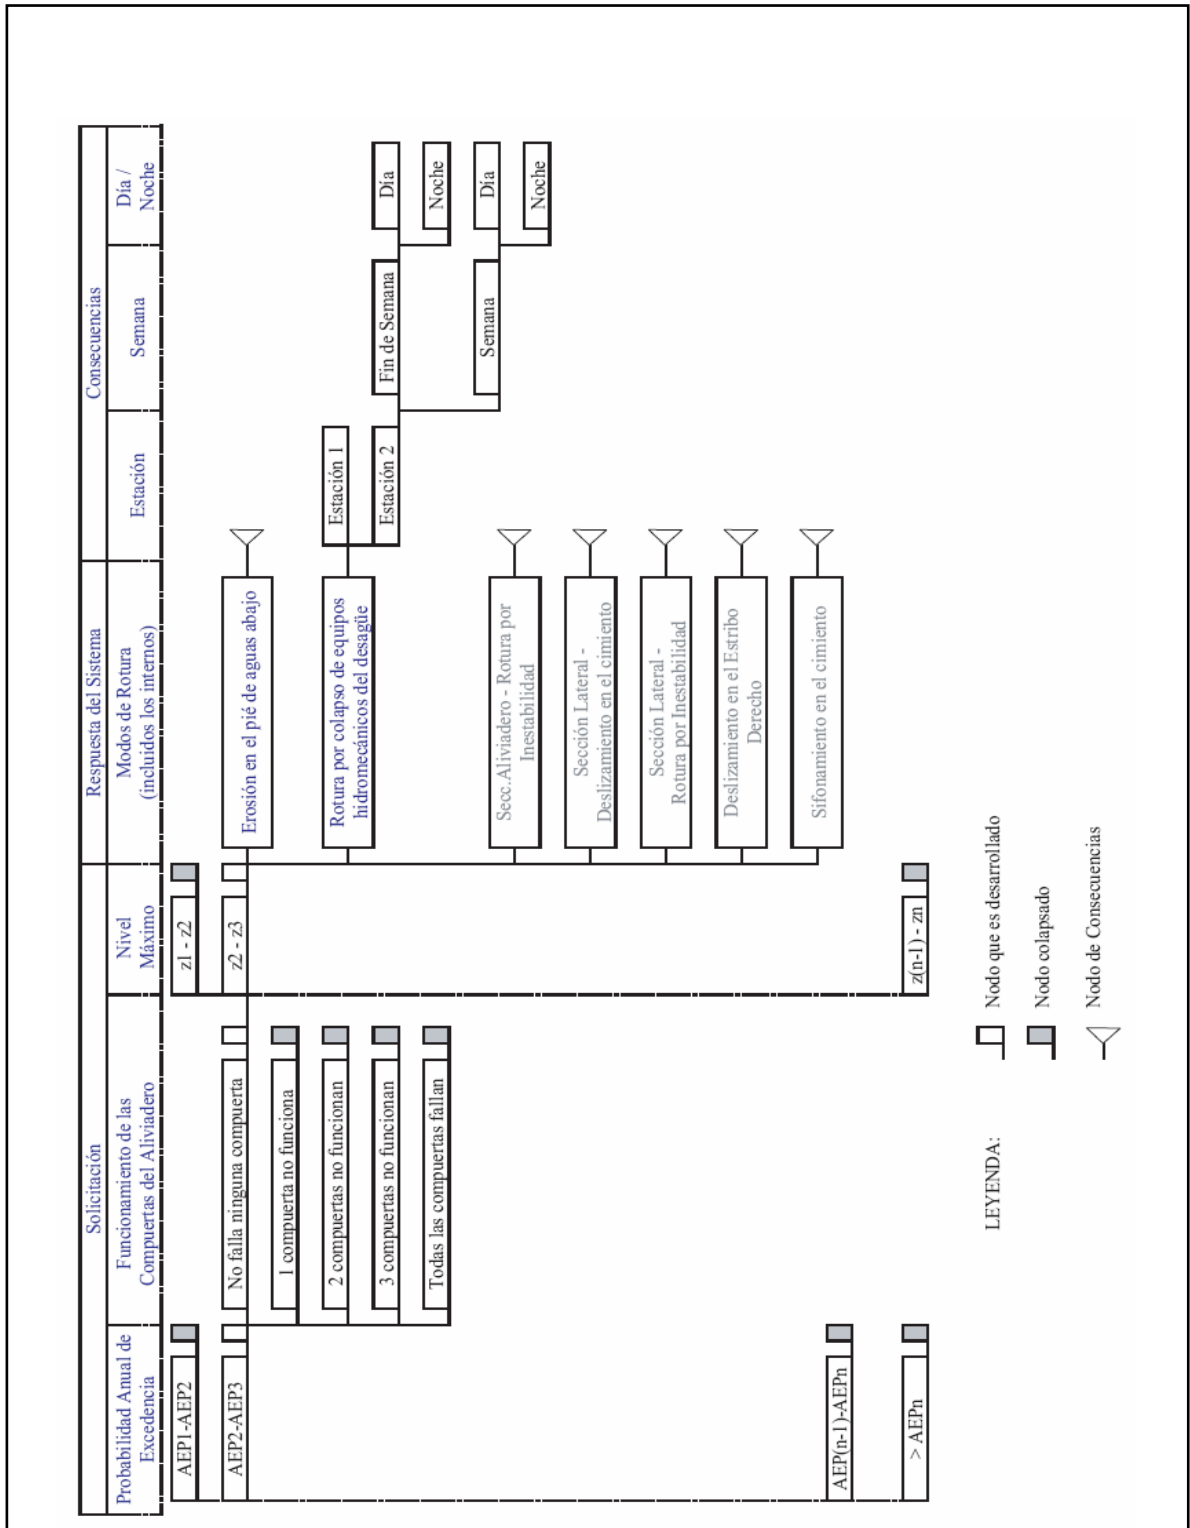 Solicitación
Respuesta del Sistema
Consecuencias
Probabilidad Anual de
Excedencia
Funcionamiento de las
Compuertas del Aliviadero
Nivel
Máximo
Modos de Rotura
(incluidos los internos)
Estación
Semana
Día /
Noche
AEP1-AEP2
AEP2-AEP3
AEP(n-1)-AEPn
> AEPn
No falla ninguna compuerta
1 compuerta no funciona
2 compuertas no funcionan
3 compuertas no funcionan
Todas las compuertas fallan
z1 - z2
z2 - z3
z(n-1) - zn
Erosión en el pié de aguas abajo
Rotura por colapso de equipos
hidromecánicos del desagüe
Secc.Aliviadero - Rotura por
Inestabilidad
Sección Lateral -
Deslizamiento en el cimiento
Sección Lateral -
Rotura por Inestabilidad
Deslizamiento en el Estribo
Derecho
Sifonamiento en el cimiento
Estación 1
Estación 2
Fin de Semana
Semana
Día
Noche
Día
Noche
LEYENDA:
Nodo que es desarrollado
Nodo colapsado
Nodo de Consecuencias